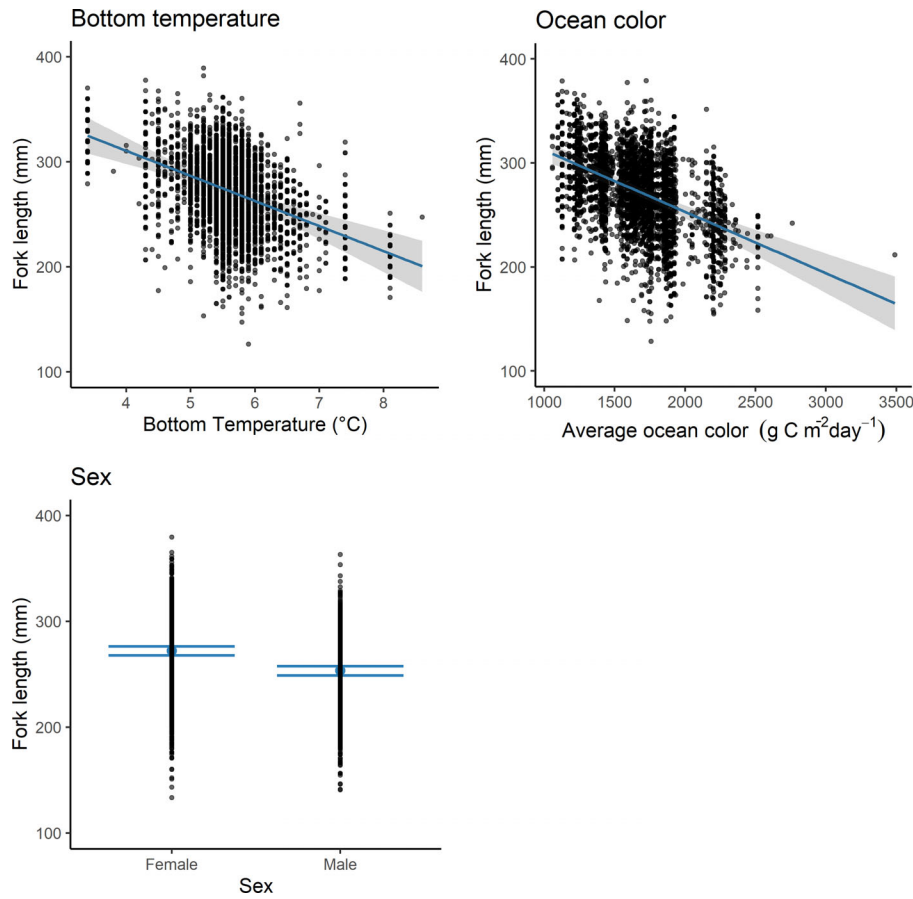 Bottom temperature
400
300
200
100
Fork length (mm)
4 5 6 7 8
Bottom Temperature (°C)
Ocean color
400
300
200
100
Fork length (mm)
1000 1500 2000 2500 3000 3500
Average ocean color (g C m²day⁻¹)
Sex
400
300
200
100
Fork length (mm)
Female Male
Sex